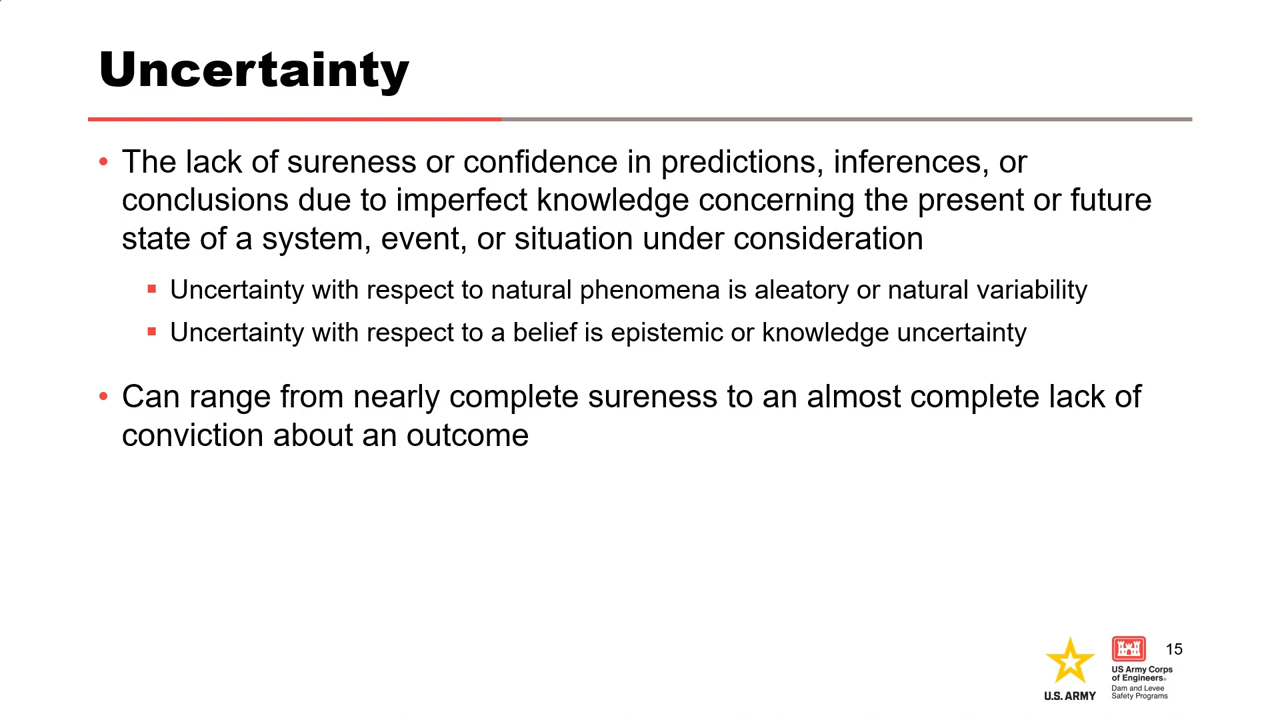 Uncertainty
• The lack of sureness or confidence in predictions, inferences, or
conclusions due to imperfect knowledge concerning the present or future
state of a system, event, or situation under consideration
▪ Uncertainty with respect to natural phenomena is aleatory or natural variability
▪ Uncertainty with respect to a belief is epistemic or knowledge uncertainty
• Can range from nearly complete sureness to an almost complete lack of
conviction about an outcome
U.S. ARMY
US Army Corps
of Engineers®
Dam and Levee
Safety Programs
15